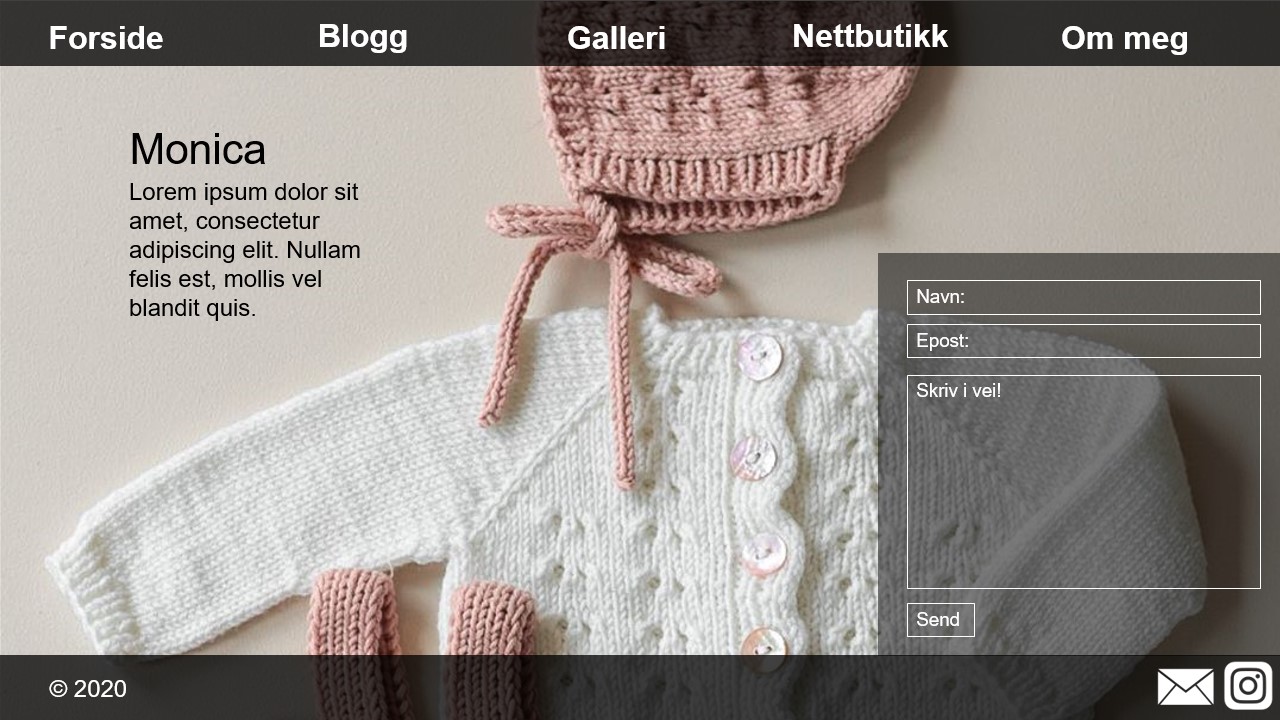 Forside
Blogg
Galleri
Nettbutikk
Om meg
Monica
Lorem ipsum dolor sit
amet, consectetur
adipiscing elit. Nullam
felis est, mollis vel
blandit quis.
Navn:
Epost:
Skriv i vei!
Send
© 2020